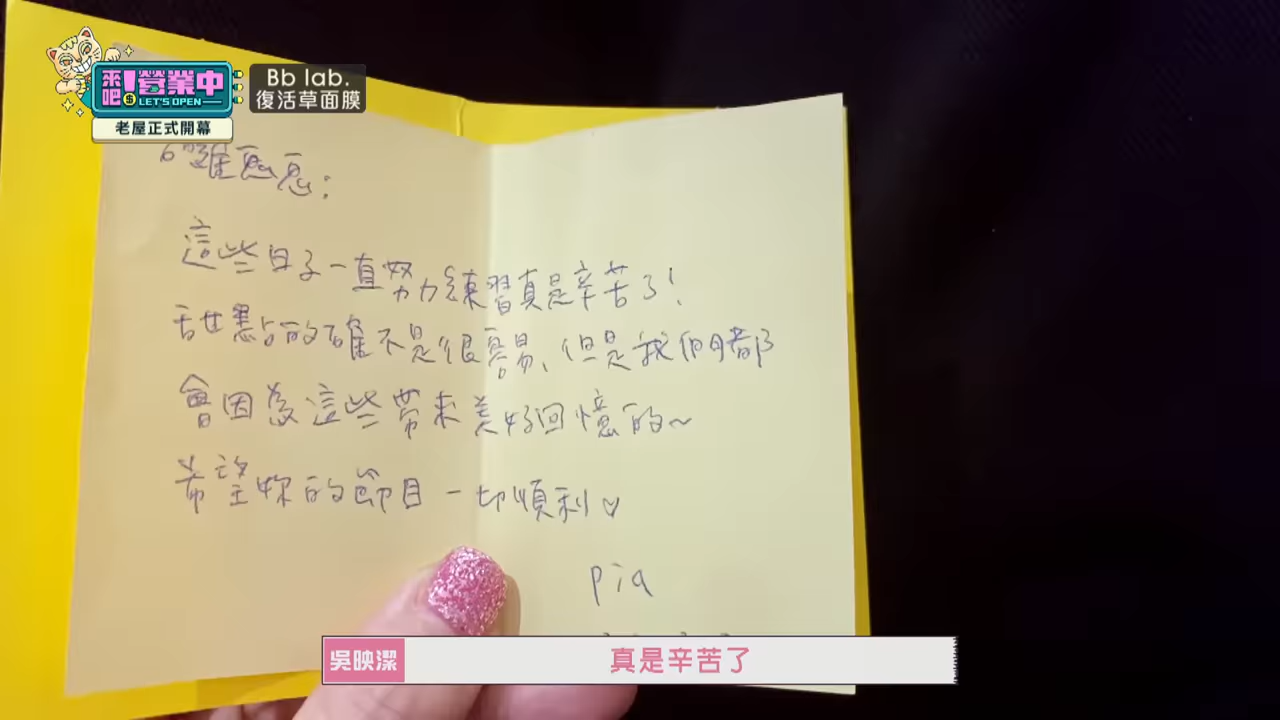 來吧!營業中
LET'S OPEN
老屋正式開幕
Bb lab.
復活草面膜
這些日子一直努力練習真是辛苦了!
甜點的確不是很容易、但是我們都
會因為這些帶來美好回憶的~
希望妳的節目一切順利♡
pia
吳映潔 真是辛苦了